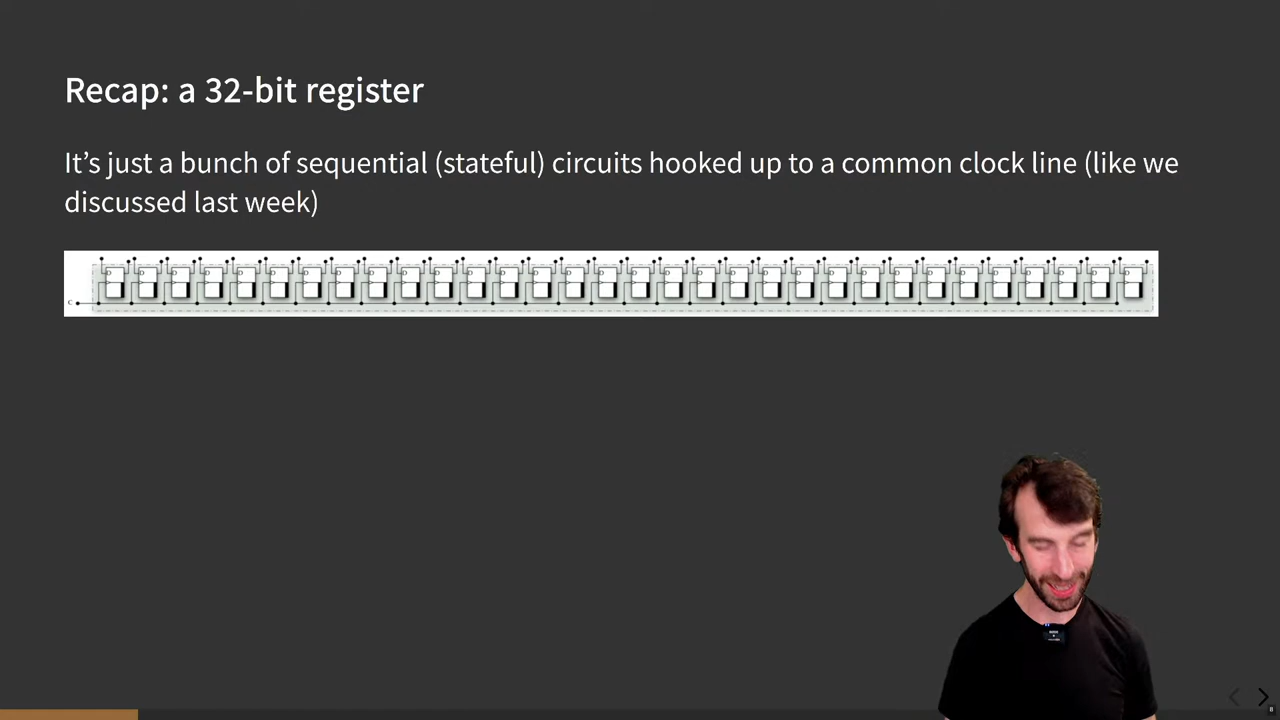 Recap: a 32-bit register
It’s just a bunch of sequential (stateful) circuits hooked up to a common clock line (like we
discussed last week)
C
8